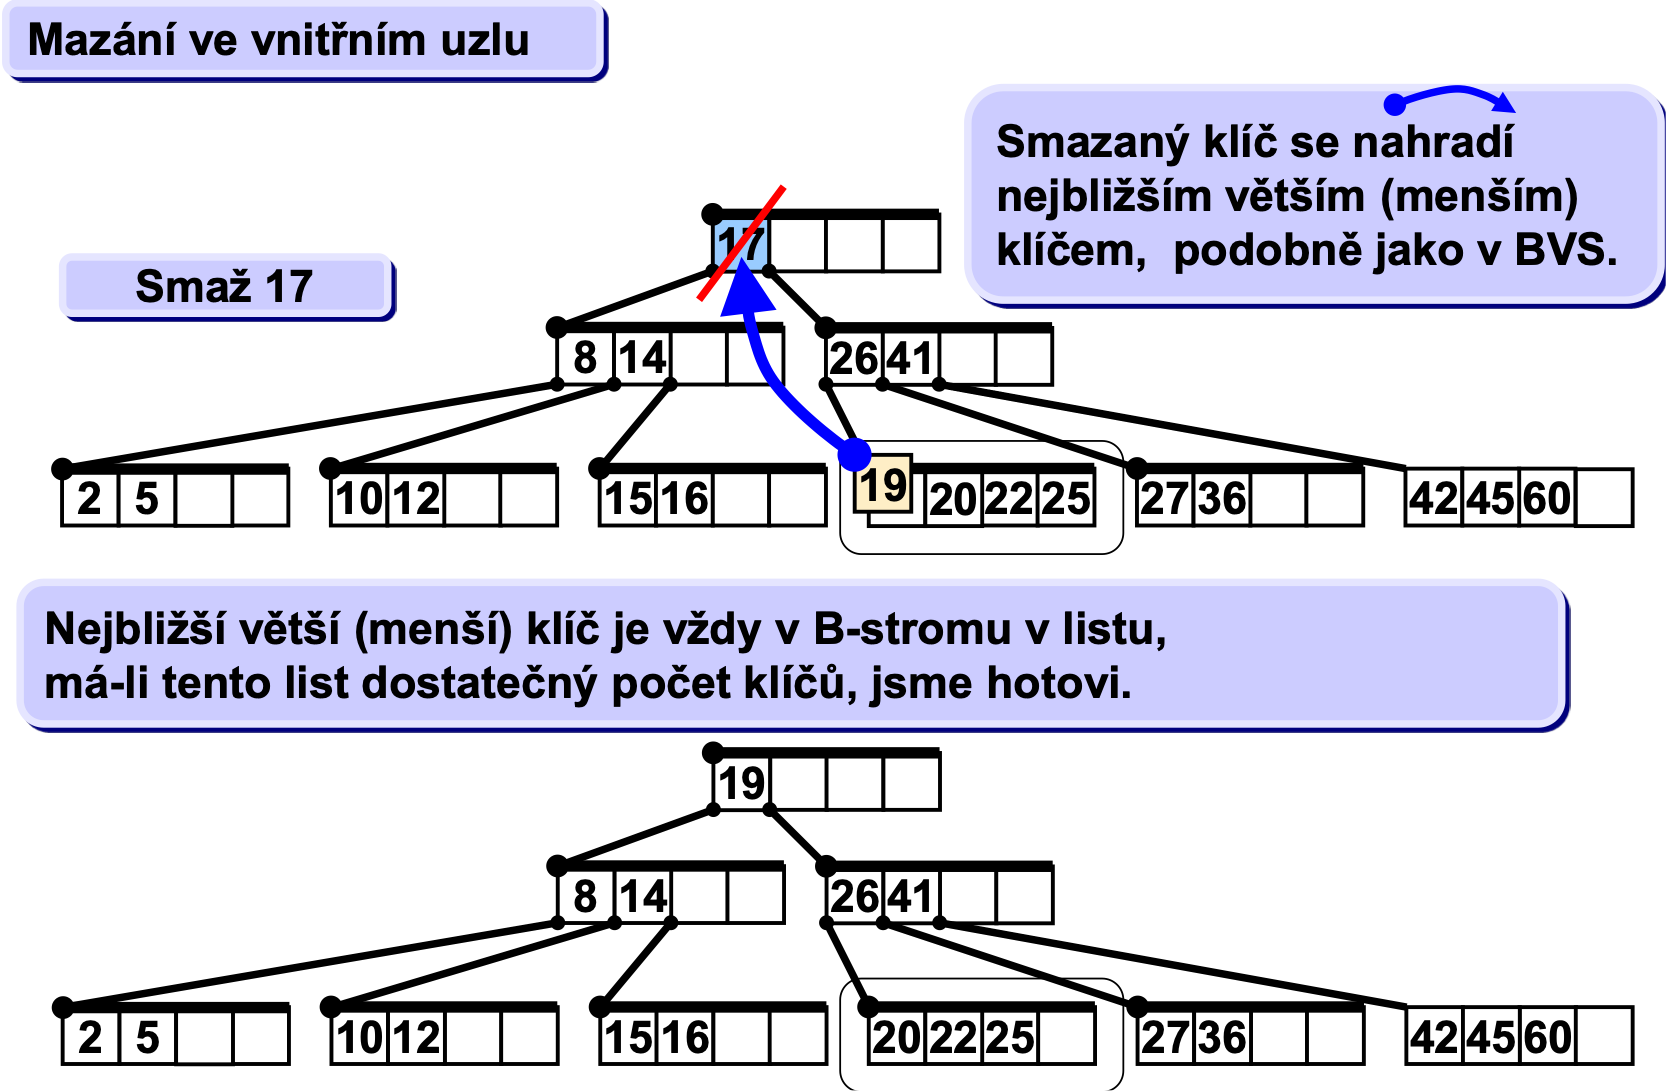 Mazání ve vnitřním uzlu
Smazaný klíč se nahradí
nejbližším větším (menším)
klíčem, podobně jako v BVS.
17
Smaž 17
8 14
26 41
2 5
10 12
15 16
19 20 22 25
27 36
42 45 60
Nejbližší větší (menší) klíč je vždy v B-stromu v listu,
má-li tento list dostatečný počet klíčů, jsme hotovi.
19
8 14
26 41
2 5
10 12
15 16
20 22 25
27 36
42 45 60